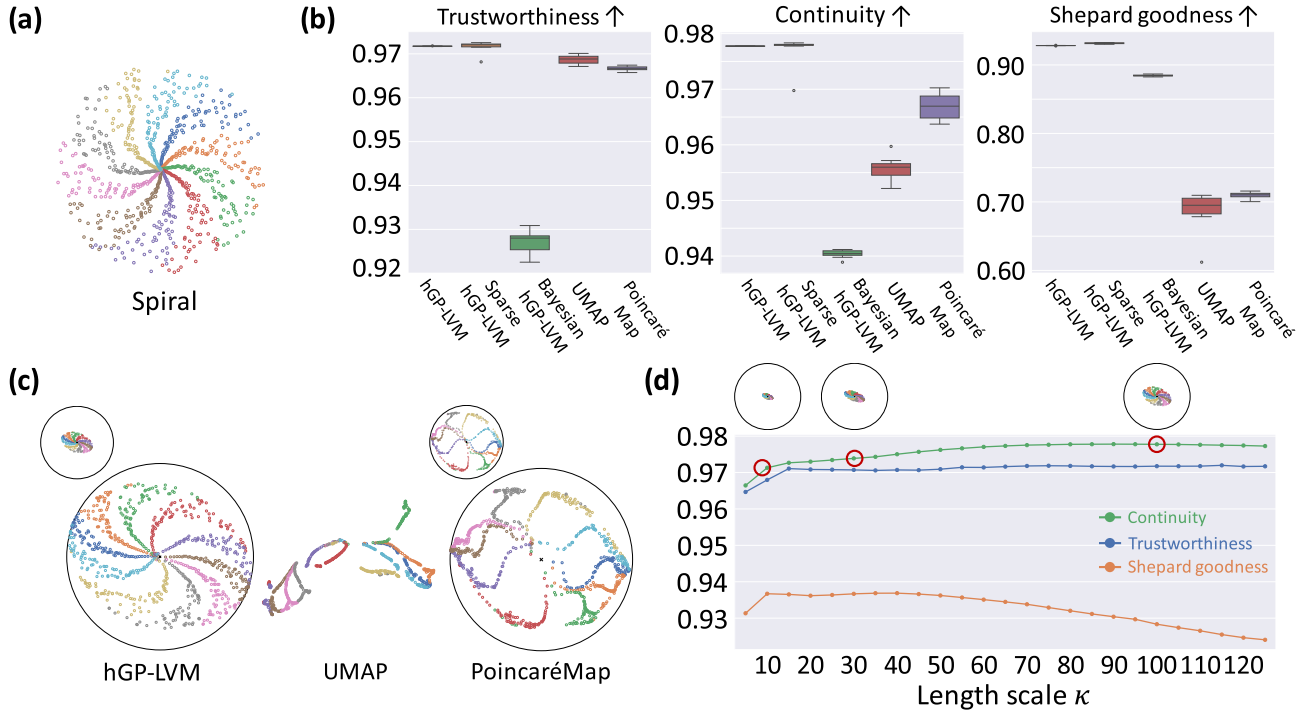 (a)
Spiral
(b)
Trustworthiness ↑
0.97
0.96
0.95
0.94
0.93
0.92
hGP-LVM
Sparse
hGP-LVM
Bayesian
hGP-LVM
UMAP
Poincaré
Map
Continuity ↑
0.98
0.97
0.96
0.95
0.94
hGP-LVM
Sparse
hGP-LVM
Bayesian
hGP-LVM
UMAP
Poincaré
Map
Shepard goodness ↑
0.90
0.80
0.70
0.60
hGP-LVM
Sparse
hGP-LVM
Bayesian
hGP-LVM
UMAP
Poincaré
Map
(c)
hGP-LVM
UMAP
PoincaréMap
(d)
0.98
0.97
0.96
0.95
0.94
0.93
Continuity
Trustworthiness
Shepard goodness
10 20 30 40 50 60 70 80 90 100 110 120
Length scale κ